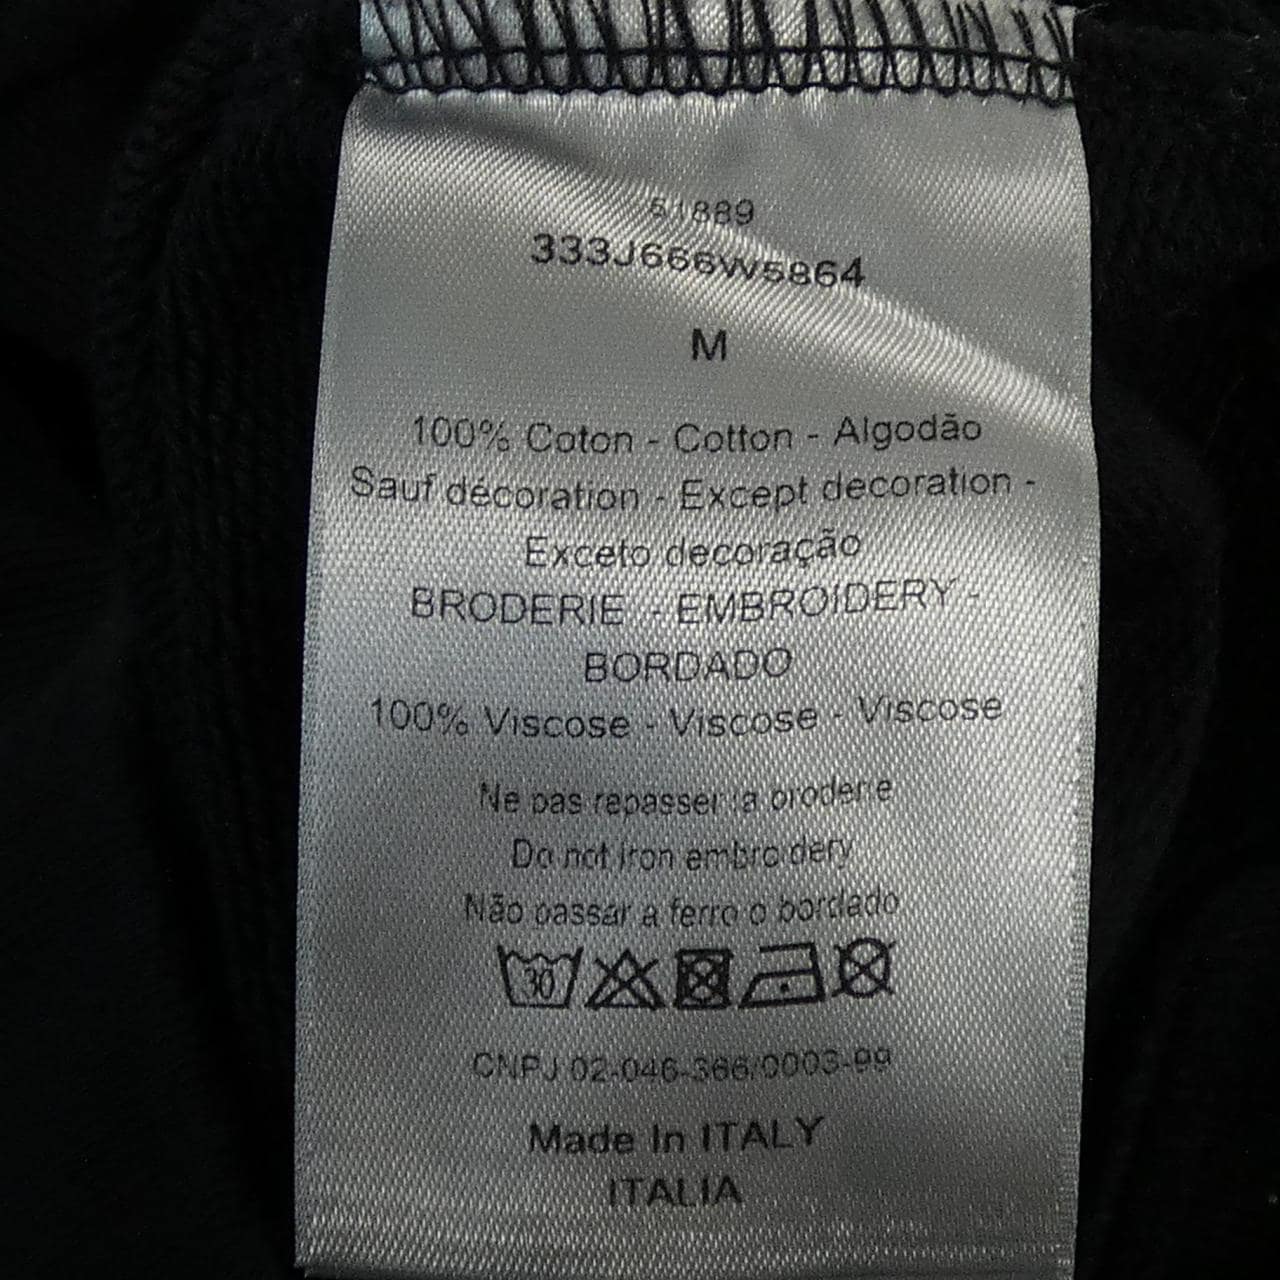 51889
333J666W5864
M
100% Coton - Cotton - Algodão
Sauf décoration - Except decoration -
Exceto decoração
BRODERIE - EMBROIDERY -
BORDADO
100% Viscose - Viscose - Viscose
Ne pas repasser la broderie
Do not iron embroidery
Não passar a ferro o bordado
30
CNPJ 02-046-366/0003-99
Made In ITALY
ITALIA